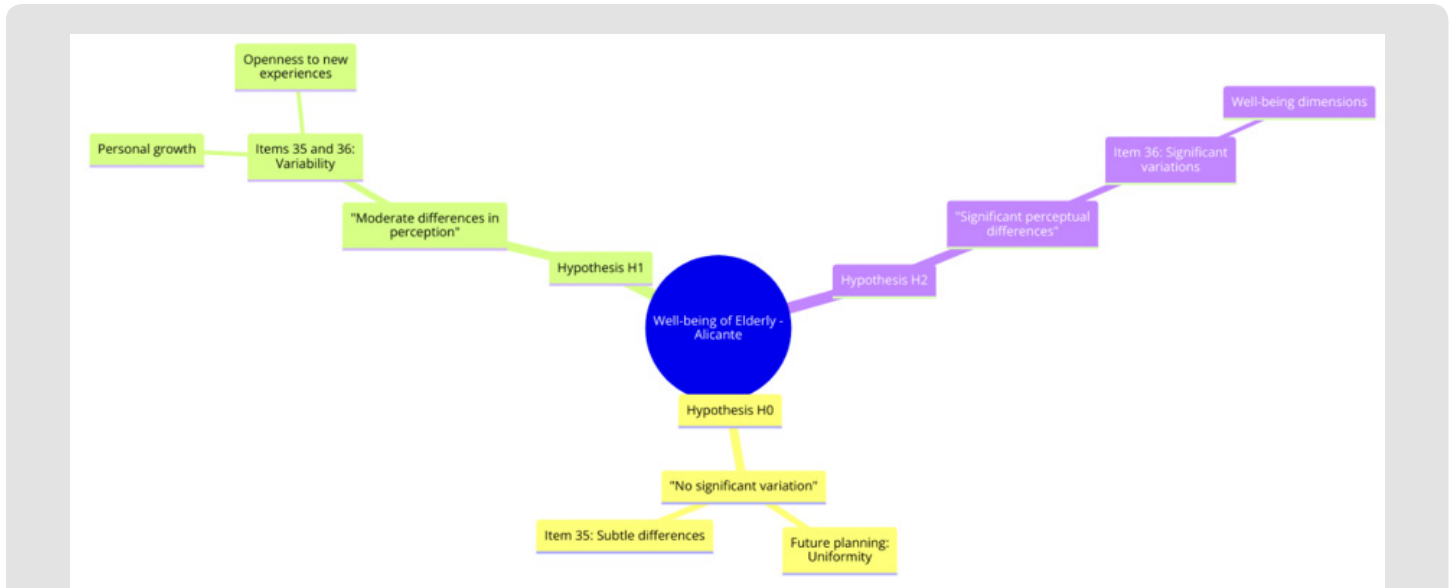 Openness to new
experiences
Personal growth
Items 35 and 36:
Variability
"Moderate differences in
perception"
Hypothesis H1
Well-being dimensions
Item 36: Significant
variations
"Significant perceptual
differences"
Hypothesis H2
Well-being of Elderly -
Alicante
Hypothesis H0
"No significant variation"
Item 35: Subtle differences
Future planning:
Uniformity